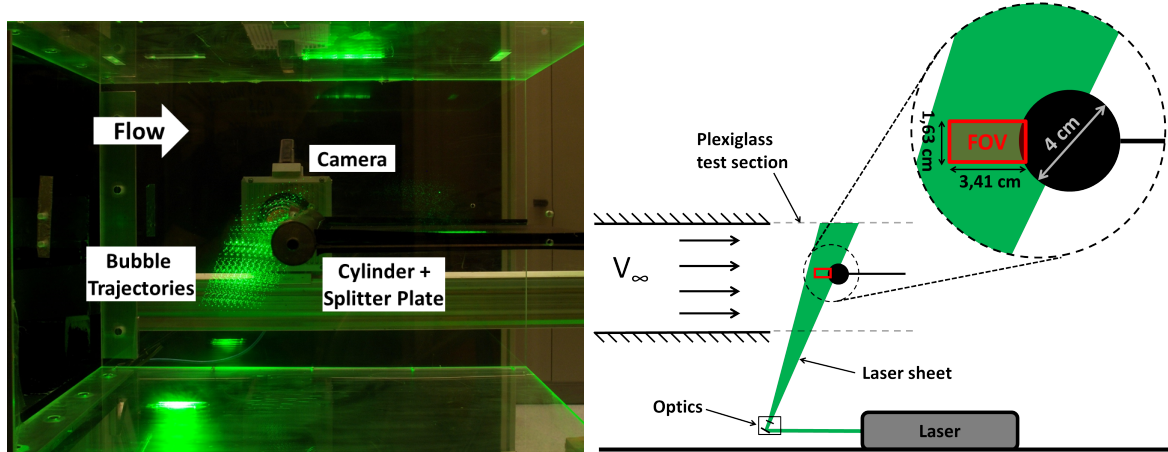 Flow
Camera
Bubble
Trajectories
Cylinder +
Splitter Plate
Plexiglass
test section
V∞
FOV
1,63 cm
3,41 cm
4 cm
Laser sheet
Optics
Laser